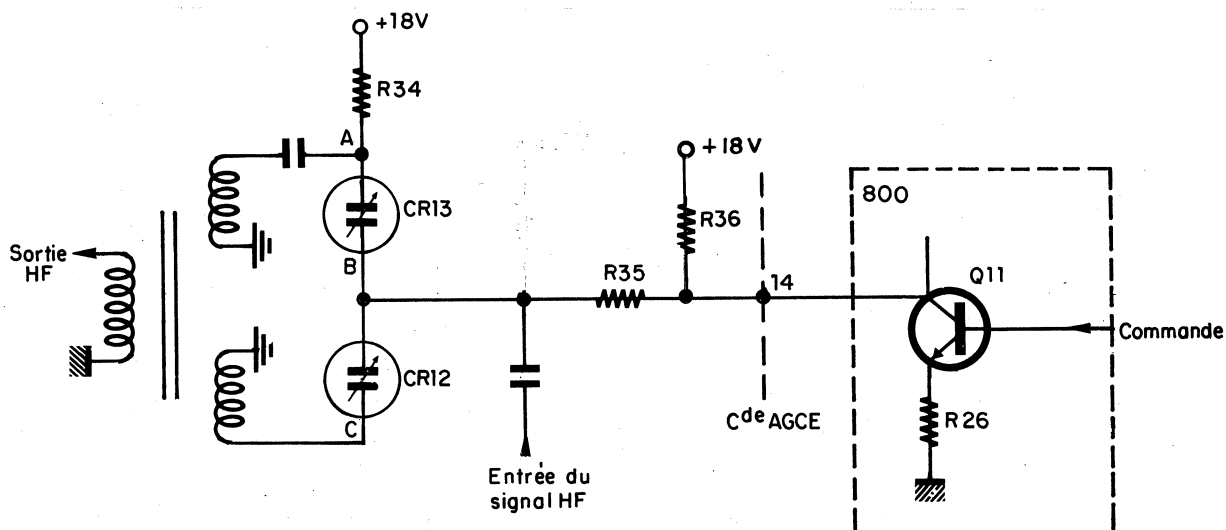 +18V
R34
A
+18V
CR13
R36
800
Sortie
HF
B
R35
14
Q11
Commande
CR12
C
Cde AGCE
R26
Entrée du
signal HF